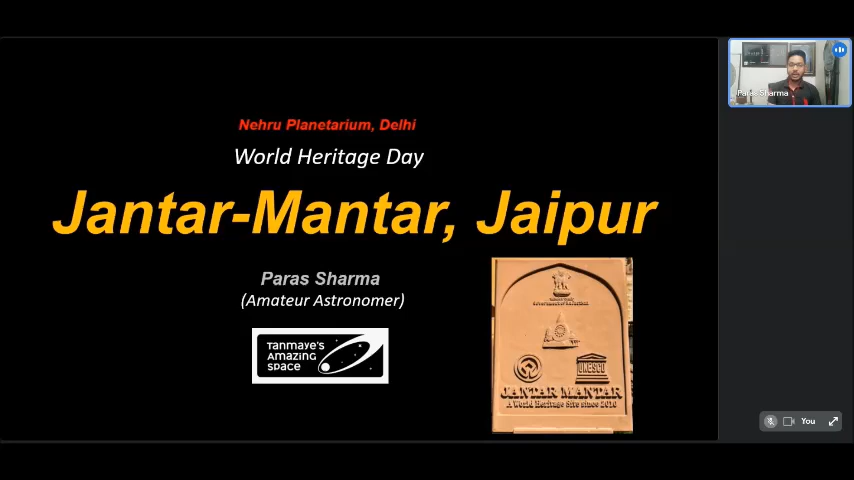 Nehru Planetarium, Delhi
World Heritage Day
Jantar-Mantar, Jaipur
Paras Sharma
(Amateur Astronomer)
TANMAYE'S
AMAZING
SPACE
UNESCO
JANTAR MANTAR
A World Heritage Site since 2010
Paras Sharma
You